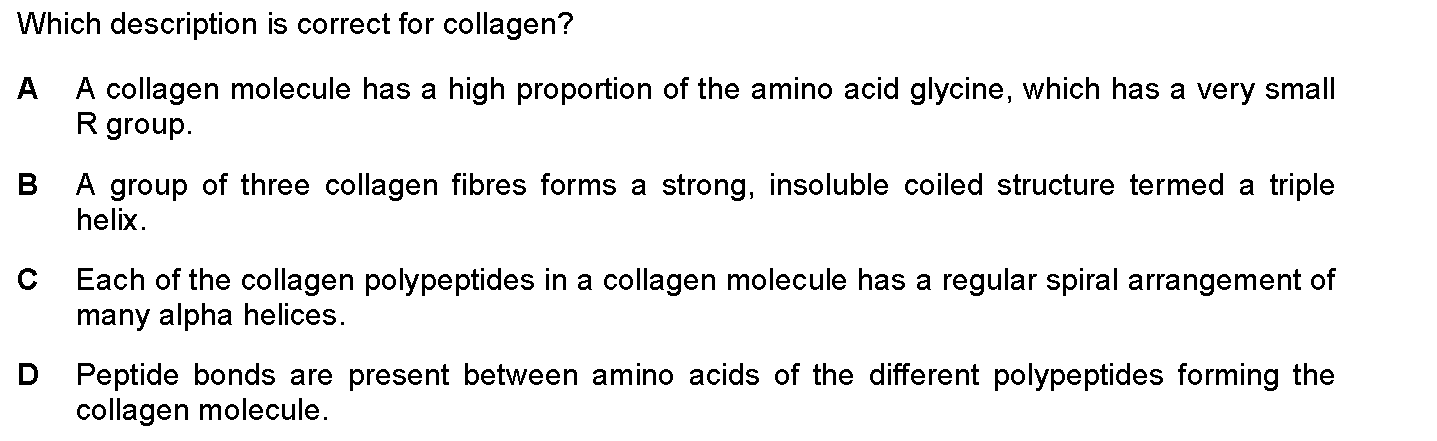 Which description is correct for collagen?
A A collagen molecule has a high proportion of the amino acid glycine, which has a very small
R group.
B A group of three collagen fibres forms a strong, insoluble coiled structure termed a triple
helix.
C Each of the collagen polypeptides in a collagen molecule has a regular spiral arrangement of
many alpha helices.
D Peptide bonds are present between amino acids of the different polypeptides forming the
collagen molecule.